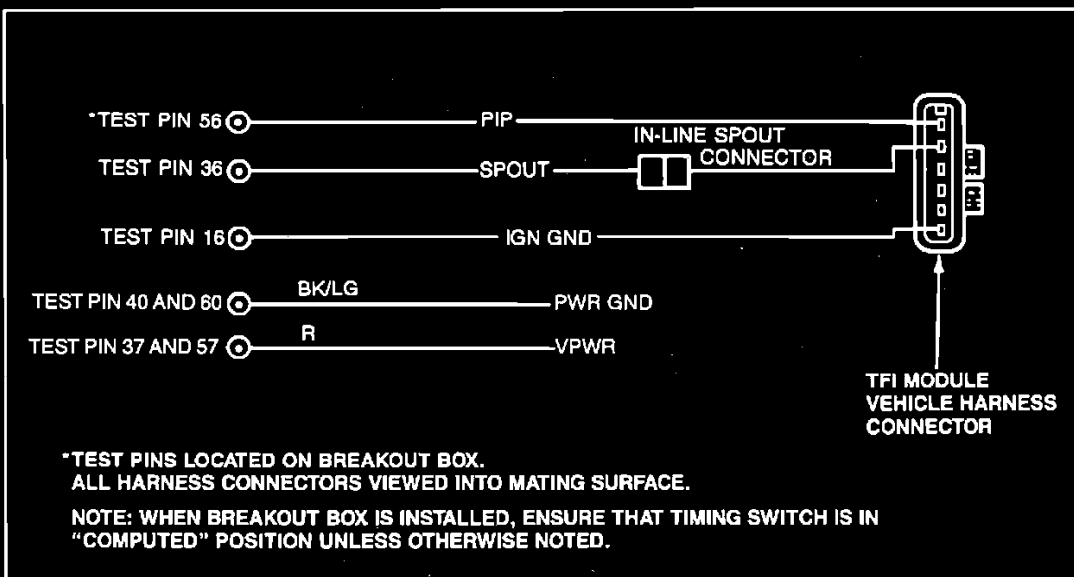 *TEST PIN 56
PIP
IN-LINE SPOUT
CONNECTOR
TEST PIN 36
SPOUT
TEST PIN 16
IGN GND
TEST PIN 40 AND 60
BK/LG
PWR GND
TEST PIN 37 AND 57
R
VPWR
TFI MODULE
VEHICLE HARNESS
CONNECTOR
*TEST PINS LOCATED ON BREAKOUT BOX.
ALL HARNESS CONNECTORS VIEWED INTO MATING SURFACE.
NOTE: WHEN BREAKOUT BOX IS INSTALLED, ENSURE THAT TIMING SWITCH IS IN
"COMPUTED" POSITION UNLESS OTHERWISE NOTED.